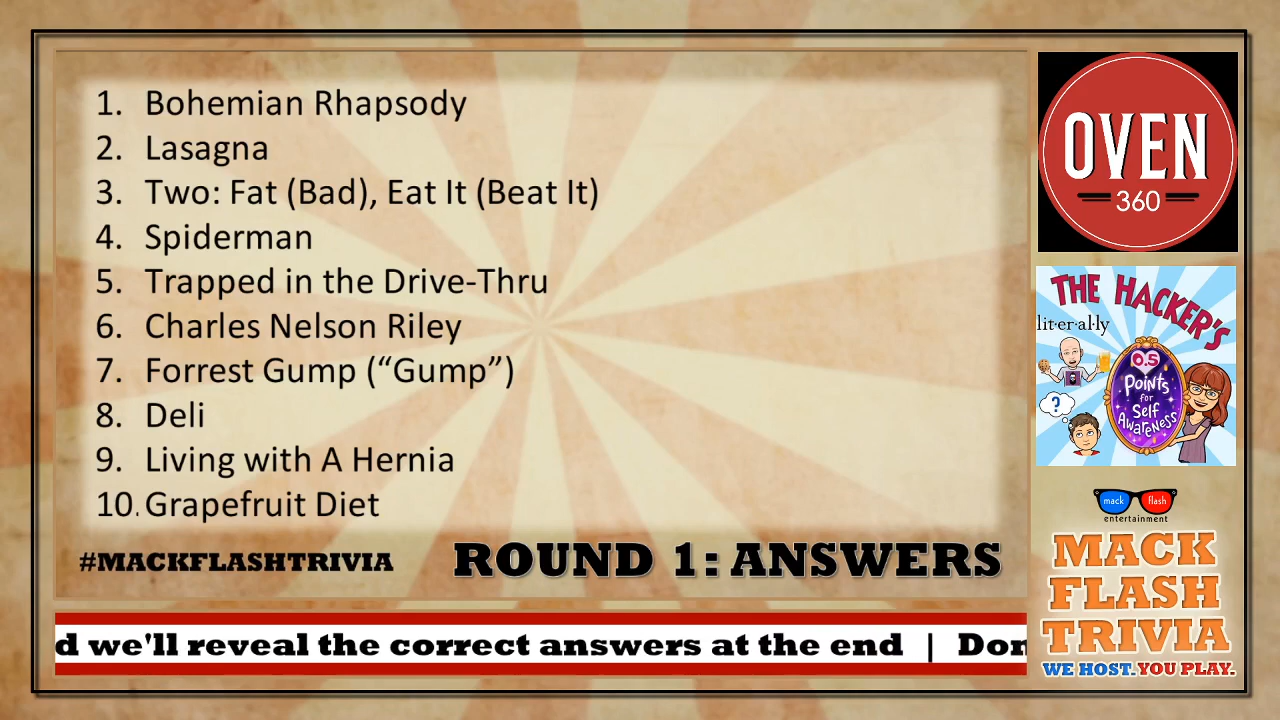 1. Bohemian Rhapsody
2. Lasagna
3. Two: Fat (Bad), Eat It (Beat It)
4. Spiderman
5. Trapped in the Drive-Thru
6. Charles Nelson Riley
7. Forrest Gump (“Gump”)
8. Deli
9. Living with A Hernia
10. Grapefruit Diet
#MACKFLASHTRIVIA
ROUND 1: ANSWERS
d we'll reveal the correct answers at the end | Don
OVEN
360
THE HACKER'S
lit·er·al·ly
0.5
Points
for
Self
Awareness
?
mack flash
entertainment
MACK
FLASH
TRIVIA
WE HOST. YOU PLAY.